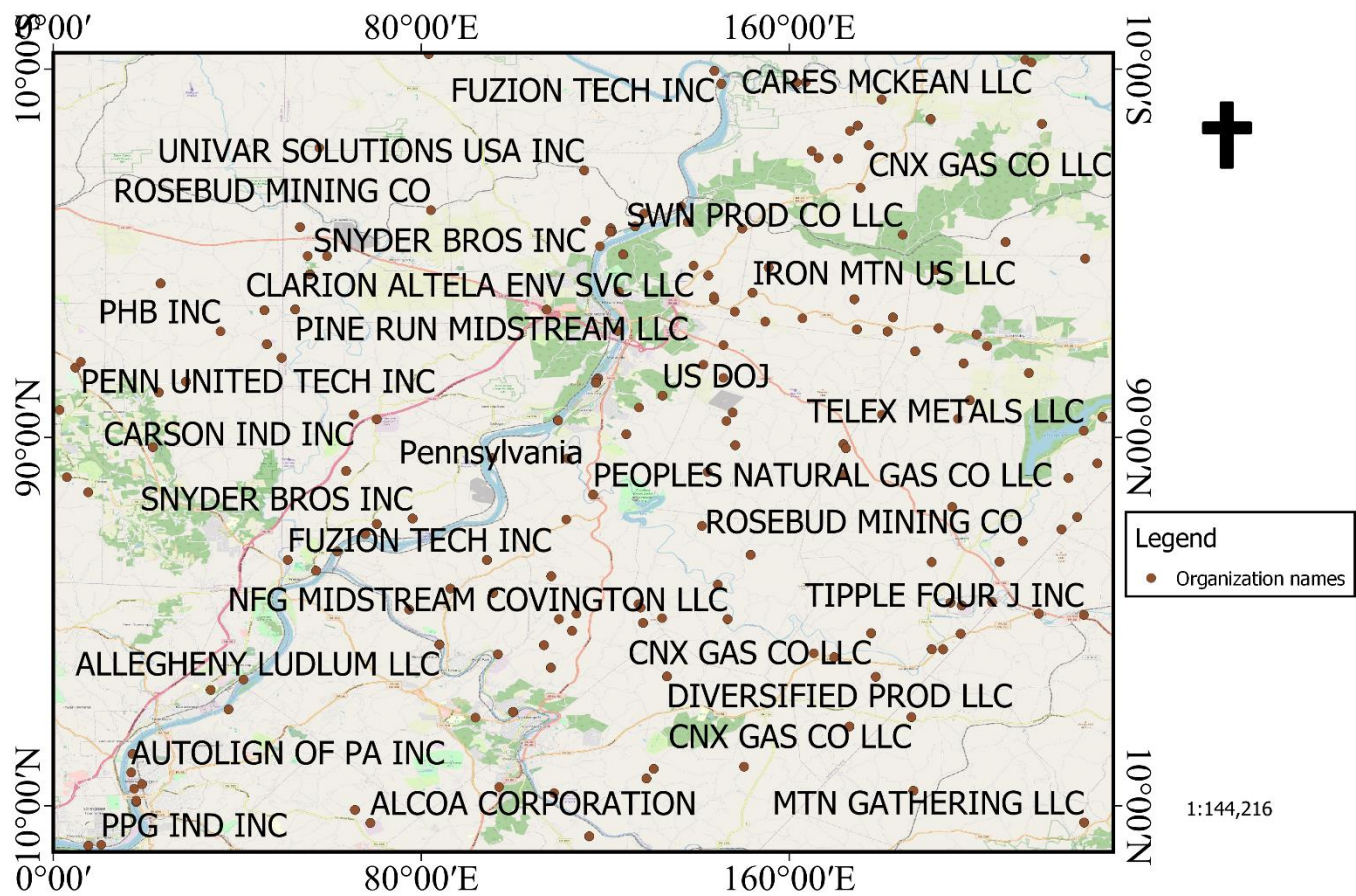 0°00′ 80°00′E 160°00′E
10°00′S 10°00′S
FUZION TECH INC
CARES MCKEAN LLC
UNIVAR SOLUTIONS USA INC
CNX GAS CO LLC
ROSEBUD MINING CO
SWN PROD CO LLC
SNYDER BROS INC
IRON MTN US LLC
CLARION ALTELA ENV SVC LLC
PHB INC
PINE RUN MIDSTREAM LLC
US DOJ
PENN UNITED TECH INC
TELEX METALS LLC
90°00′N 90°00′N
CARSON IND INC
Pennsylvania
PEOPLES NATURAL GAS CO LLC
SNYDER BROS INC
ROSEBUD MINING CO
FUZION TECH INC
Legend
Organization names
NFG MIDSTREAM COVINGTON LLC
TIPPLE FOUR J INC
CNX GAS CO LLC
ALLEGHENY LUDLUM LLC
DIVERSIFIED PROD LLC
CNX GAS CO LLC
AUTOLIGN OF PA INC
ALCOA CORPORATION
MTN GATHERING LLC
1:144,216
PPG IND INC
10°00′N 10°00′N
0°00′ 80°00′E 160°00′E